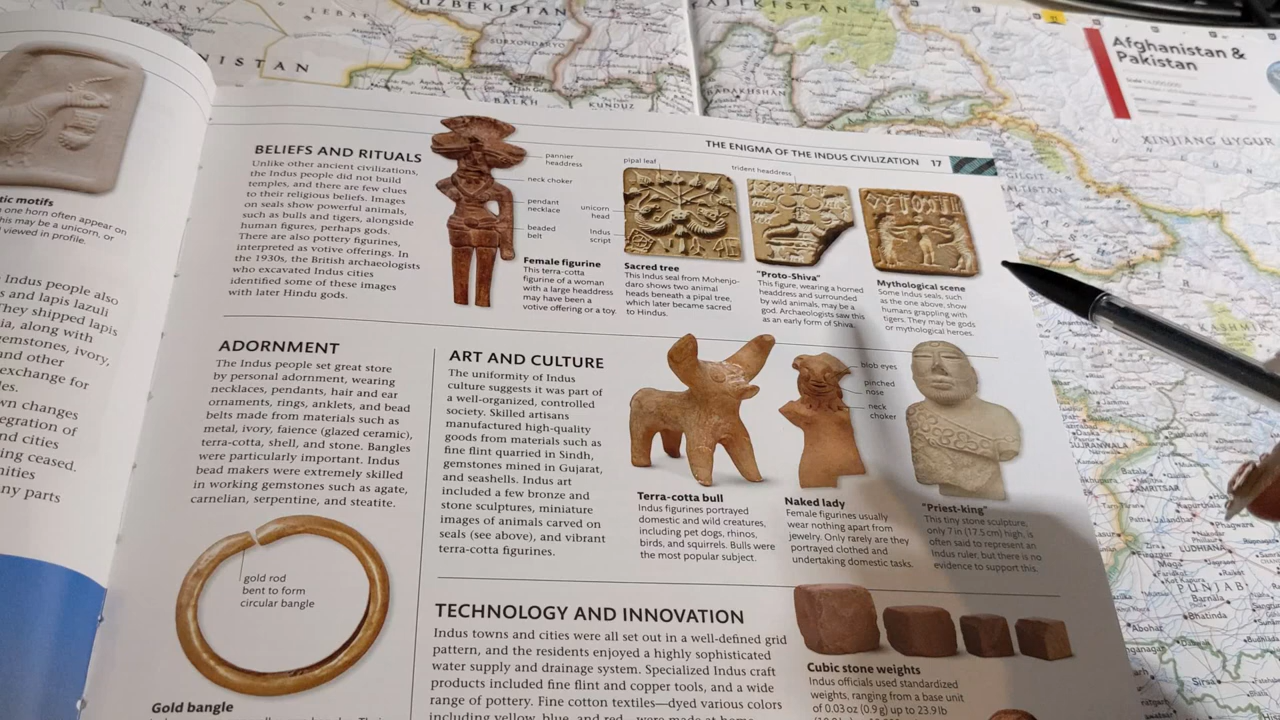 UZBEKISTAN
TAJIKISTAN
MARY
LEBAP
SURXONDARYO
BALKH
KUNDUZ
BADAKHSHAN
Afghanistan &
Pakistan
XINJIANG UYGUR
GILGIT
KASHMIR
GUJRANWALA
Batala
AMRITSAR
Jalandhar
Phagwara
LUDHIANA
Firozpur
Moga
Faridkot
Kot Kapura
PUNJAB
Barnala
Abohar
Bhatinda
Sirsa
tic motifs
one horn often appear on
his may be a unicorn, or
viewed in profile.
Indus people also
s and lapis lazuli
They shipped lapis
ia, along with
emstones, ivory,
and other
exchange for
les.
wn changes
egration of
nd cities
ing ceased.
nities
ny parts
THE ENIGMA OF THE INDUS CIVILIZATION 17
BELIEFS AND RITUALS
Unlike other ancient civilizations,
the Indus people did not build
temples, and there are few clues
to their religious beliefs. Images
on seals show powerful animals,
such as bulls and tigers, alongside
human figures, perhaps gods.
There are also pottery figurines,
interpreted as votive offerings. In
the 1930s, the British archaeologists
who excavated Indus cities
identified some of these images
with later Hindu gods.
pannier
headdress
neck choker
pendant
necklace
beaded
belt
Female figurine
This terra-cotta
figurine of a woman
with a large headdress
may have been a
votive offering or a toy.
pipal leaf
unicorn
head
Indus
script
Sacred tree
This Indus seal from Mohenjo-
daro shows two animal
heads beneath a pipal tree,
which later became sacred
to Hindus.
trident headdress
"Proto-Shiva"
This figure, wearing a horned
headdress and surrounded
by wild animals, may be a
god. Archaeologists saw this
as an early form of Shiva.
Mythological scene
Some Indus seals, such
as the one above, show
humans grappling with
tigers. They may be gods
or mythological heroes.
ADORNMENT
The Indus people set great store
by personal adornment, wearing
necklaces, pendants, hair and ear
ornaments, rings, anklets, and bead
belts made from materials such as
metal, ivory, faience (glazed ceramic),
terra-cotta, shell, and stone. Bangles
were particularly important. Indus
bead makers were extremely skilled
in working gemstones such as agate,
carnelian, serpentine, and steatite.
gold rod
bent to form
circular bangle
Gold bangle
ART AND CULTURE
The uniformity of Indus
culture suggests it was part of
a well-organized, controlled
society. Skilled artisans
manufactured high-quality
goods from materials such as
fine flint quarried in Sindh,
gemstones mined in Gujarat,
and seashells. Indus art
included a few bronze and
stone sculptures, miniature
images of animals carved on
seals (see above), and vibrant
terra-cotta figurines.
Terra-cotta bull
Indus figurines portrayed
domestic and wild creatures,
including pet dogs, rhinos,
birds, and squirrels. Bulls were
the most popular subject.
blob eyes
pinched
nose
neck
choker
Naked lady
Female figurines usually
wear nothing apart from
jewelry. Only rarely are they
portrayed clothed and
undertaking domestic tasks.
"Priest-king"
This tiny stone sculpture,
only 7 in (17.5 cm) high, is
often said to represent an
Indus ruler, but there is no
evidence to support this.
TECHNOLOGY AND INNOVATION
Indus towns and cities were all set out in a well-defined grid
pattern, and the residents enjoyed a highly sophisticated
water supply and drainage system. Specialized Indus craft
products included fine flint and copper tools, and a wide
range of pottery. Fine cotton textiles—dyed various colors
including yellow, blue, and red—were made at home
Cubic stone weights
Indus officials used standardized
weights, ranging from a base unit
of 0.03 oz (0.9 g) up to 23.9 lb